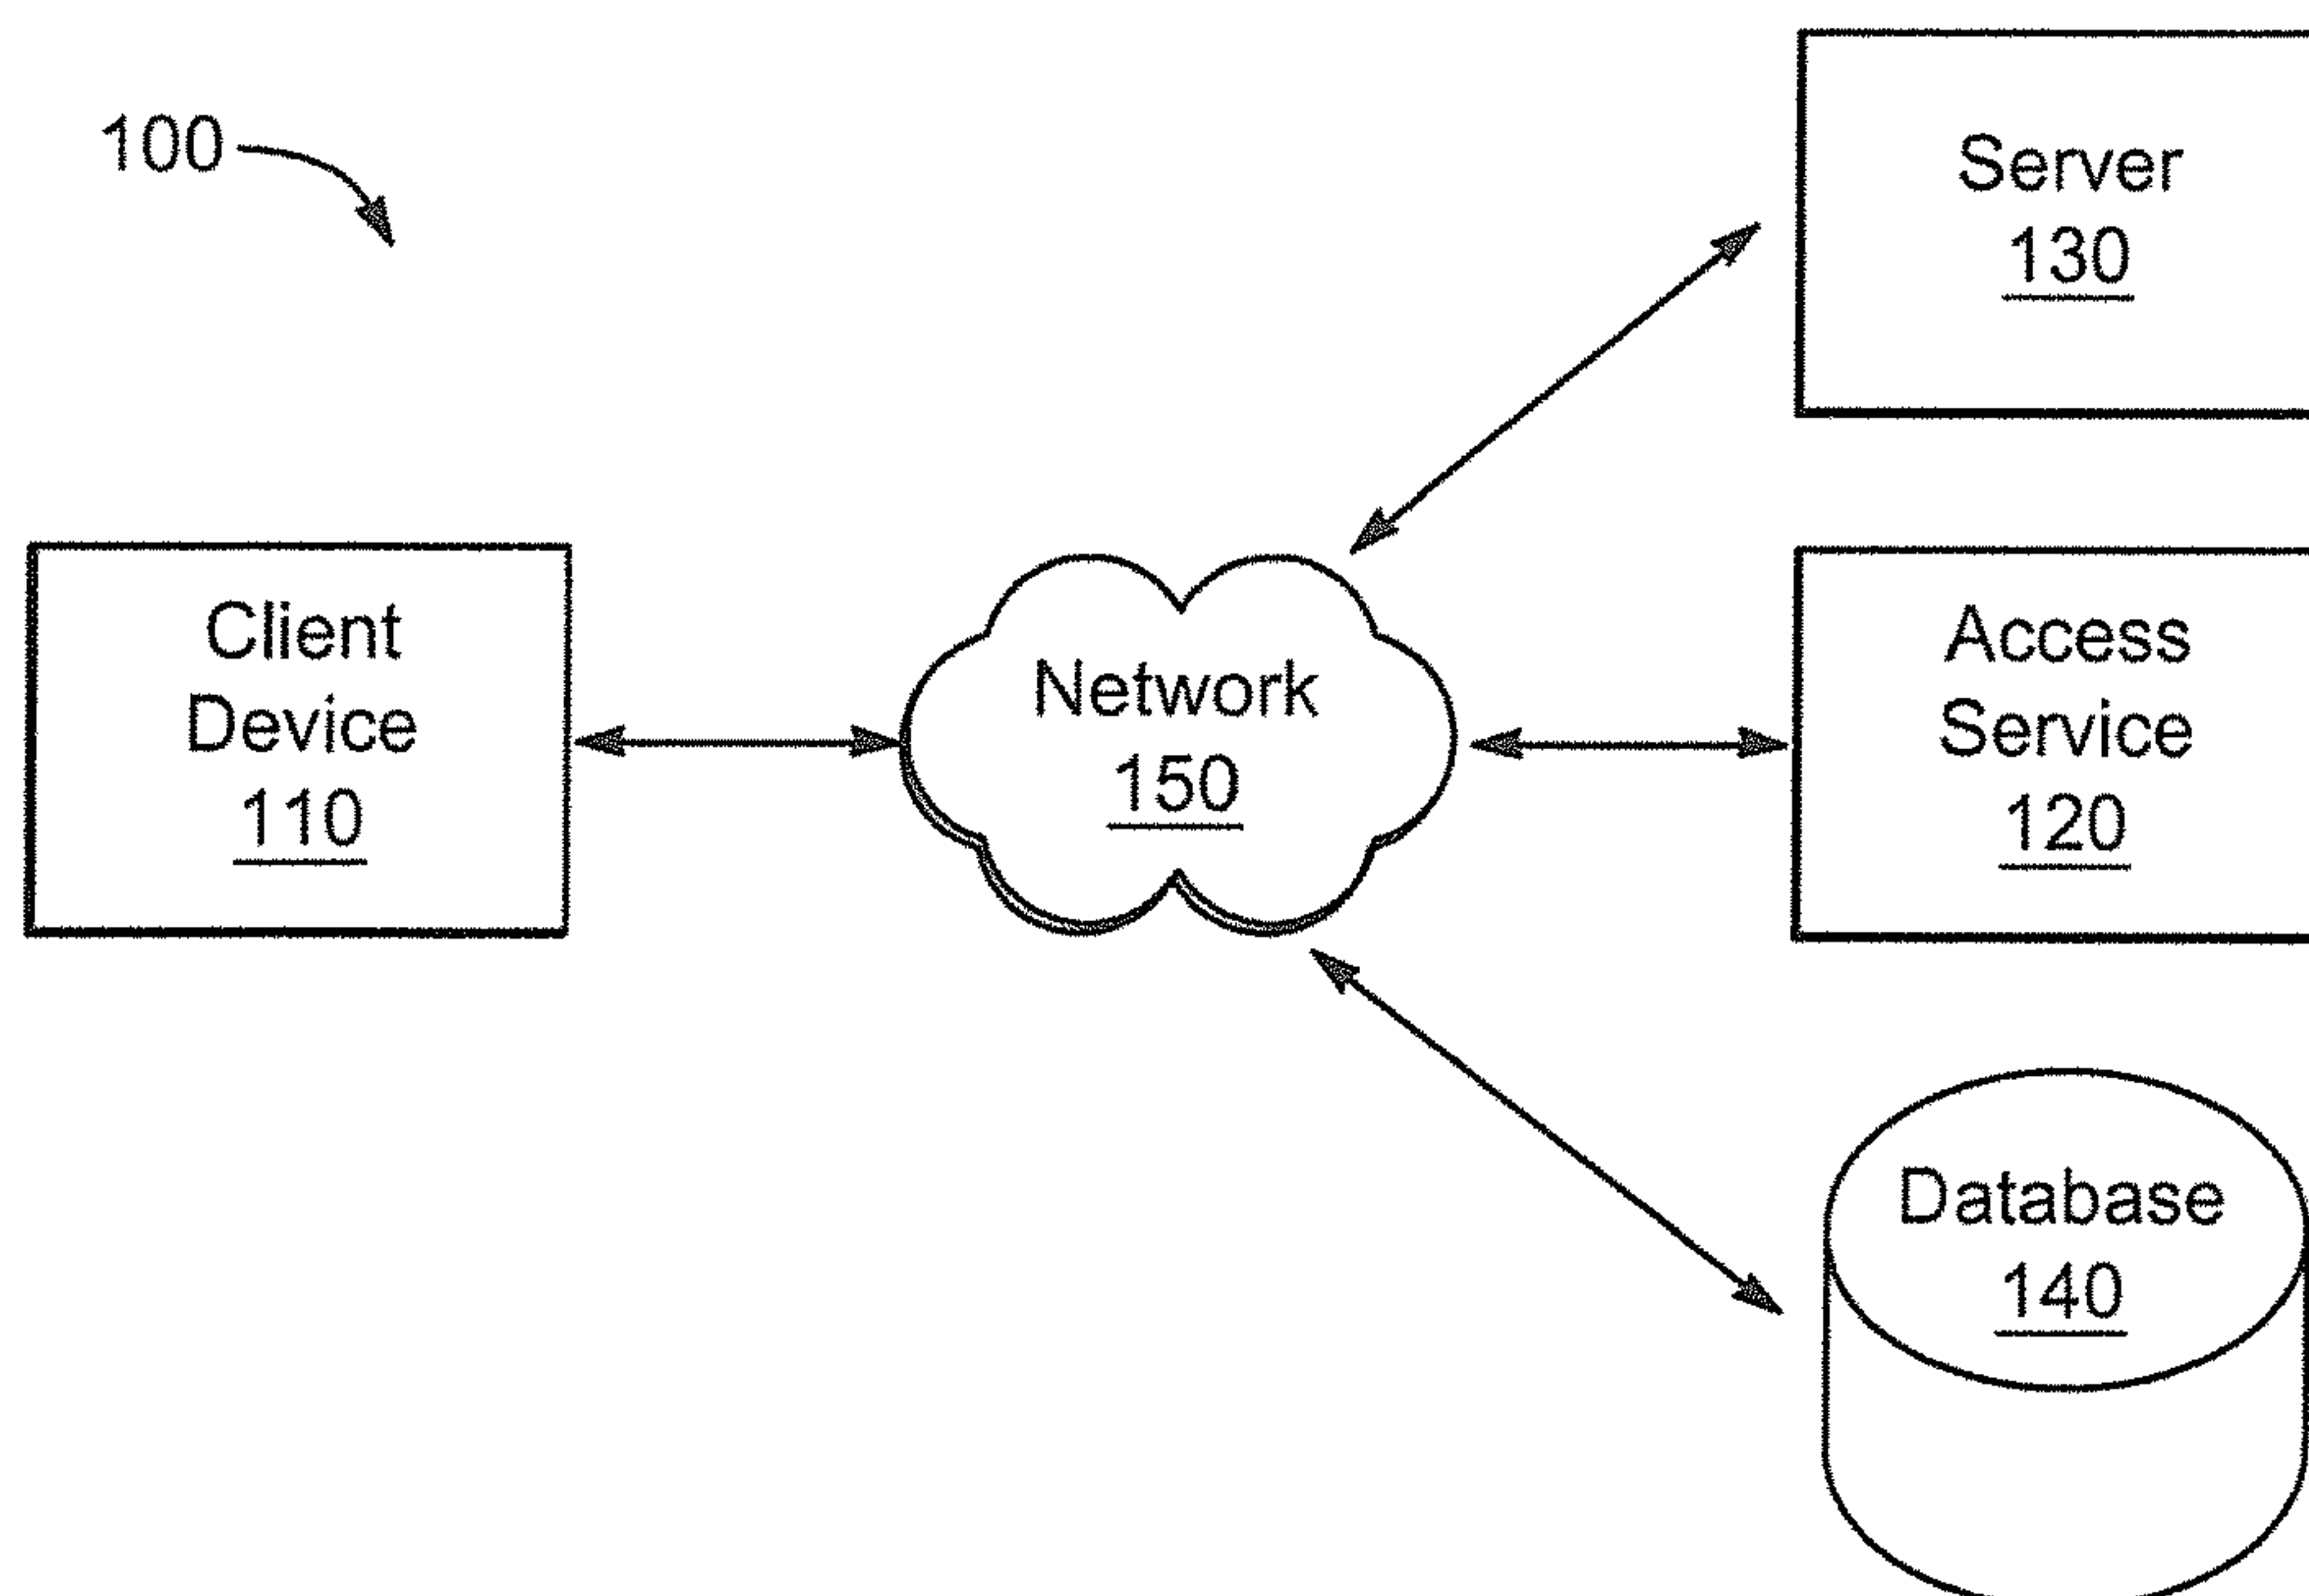 100
Server
130
Client
Device
110
Network
150
Access
Service
120
Database
140